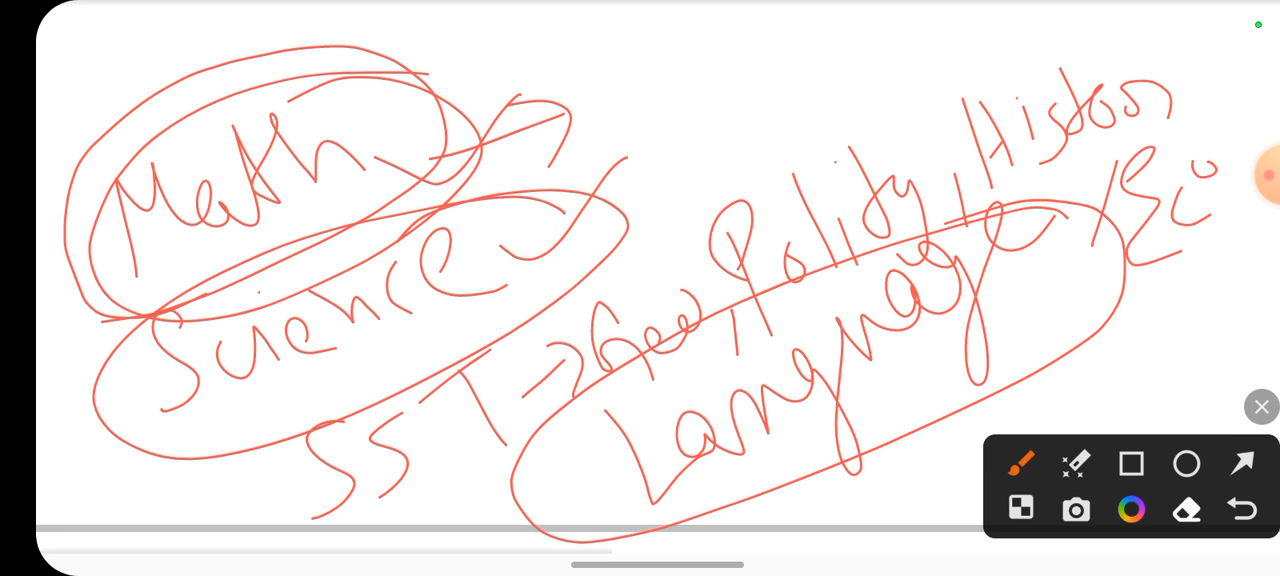 Math
Science
SST → Geo, Polity, History, Eco
Language